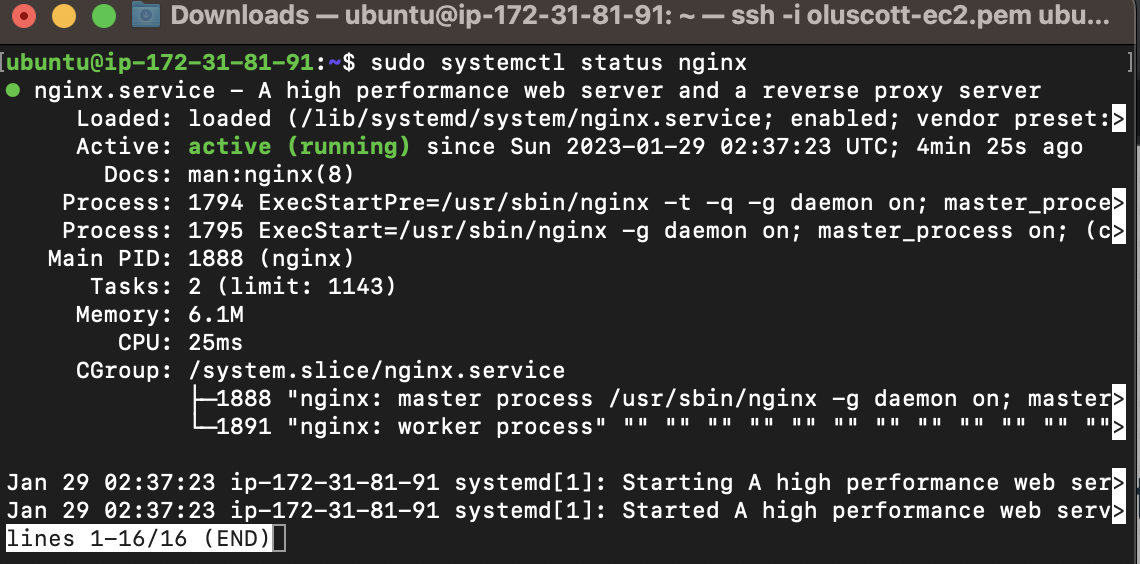 Downloads — ubuntu@ip-172-31-81-91: ~ — ssh -i oluscott-ec2.pem ubu...
[ubuntu@ip-172-31-81-91:~$ sudo systemctl status nginx ]
● nginx.service - A high performance web server and a reverse proxy server
     Loaded: loaded (/lib/systemd/system/nginx.service; enabled; vendor preset:>
     Active: active (running) since Sun 2023-01-29 02:37:23 UTC; 4min 25s ago
       Docs: man:nginx(8)
    Process: 1794 ExecStartPre=/usr/sbin/nginx -t -q -g daemon on; master_proce>
    Process: 1795 ExecStart=/usr/sbin/nginx -g daemon on; master_process on; (c>
   Main PID: 1888 (nginx)
      Tasks: 2 (limit: 1143)
     Memory: 6.1M
        CPU: 25ms
     CGroup: /system.slice/nginx.service
             ├─1888 "nginx: master process /usr/sbin/nginx -g daemon on; master>
             └─1891 "nginx: worker process" "" "" "" "" "" "" "" "" "" "" "" "">

Jan 29 02:37:23 ip-172-31-81-91 systemd[1]: Starting A high performance web ser>
Jan 29 02:37:23 ip-172-31-81-91 systemd[1]: Started A high performance web serv>
lines 1-16/16 (END)